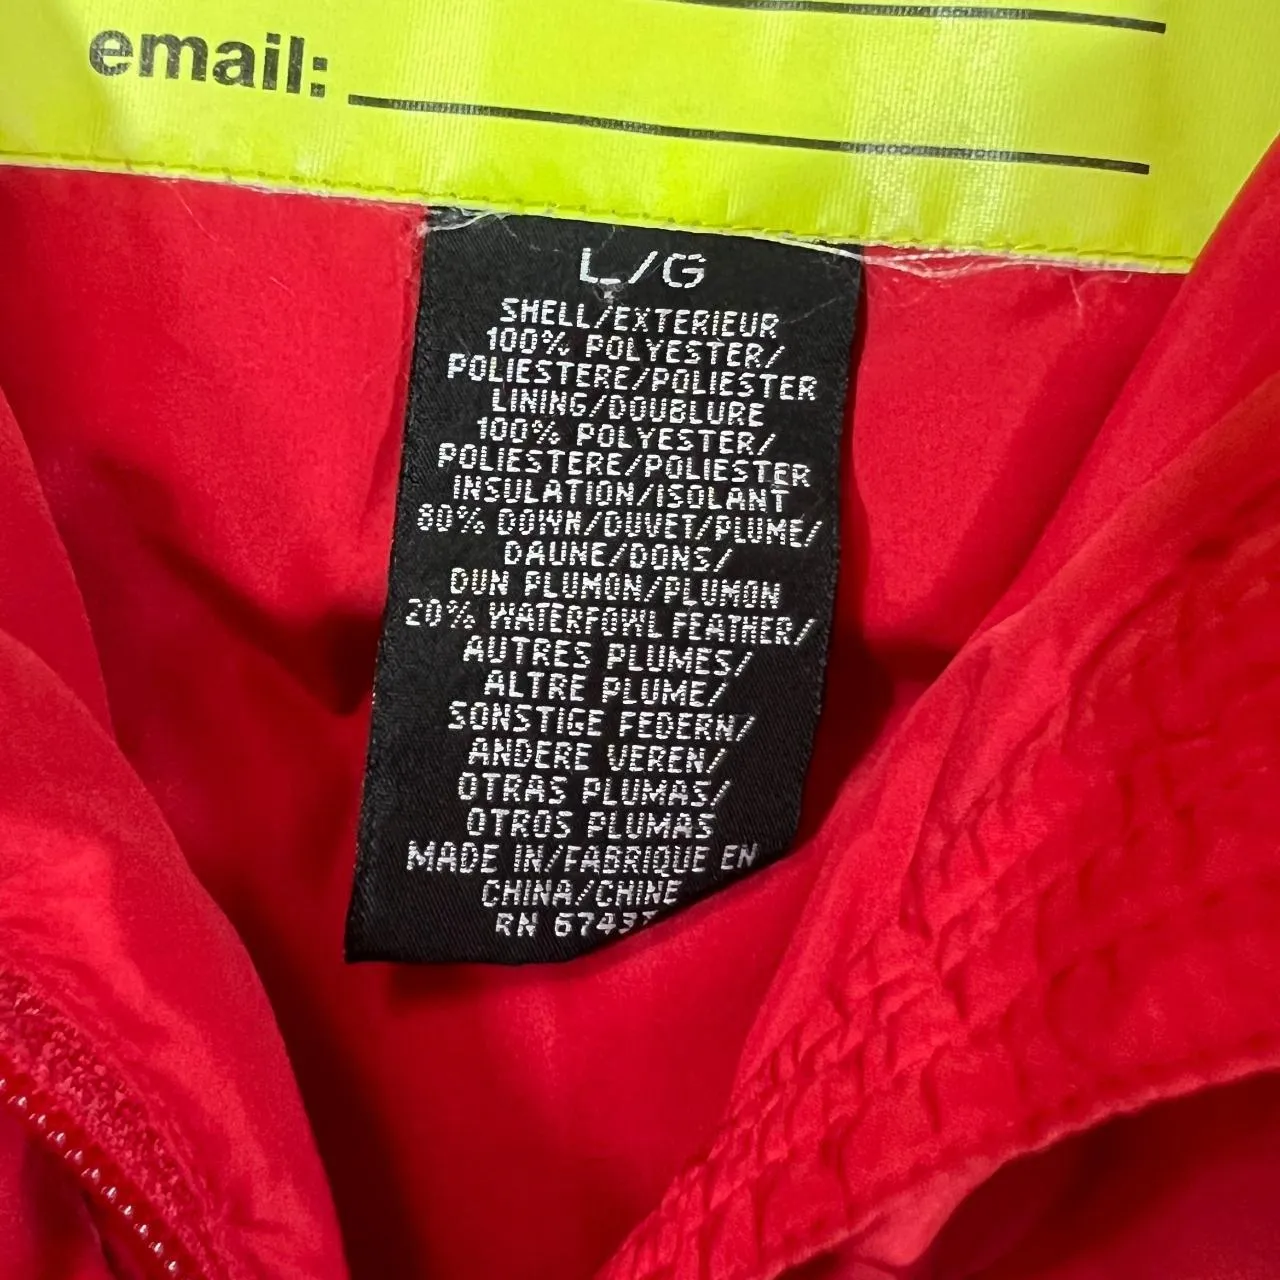 email:
L/G
SHELL/EXTERIEUR
100% POLYESTER/
POLIESTERE/POLIESTER
LINING/DOUBLURE
100% POLYESTER/
POLIESTERE/POLIESTER
INSULATION/ISOLANT
80% DOWN/DUVET/PLUME/
DAUNE/DONS/
DUN PLUMON/PLUMON
20% WATERFOWL FEATHER/
AUTRES PLUMES/
ALTRE PLUME/
SONSTIGE FEDERN/
ANDERE VEREN/
OTRAS PLUMAS/
OTROS PLUMAS
MADE IN/FABRIQUE EN
CHINA/CHINE
RN